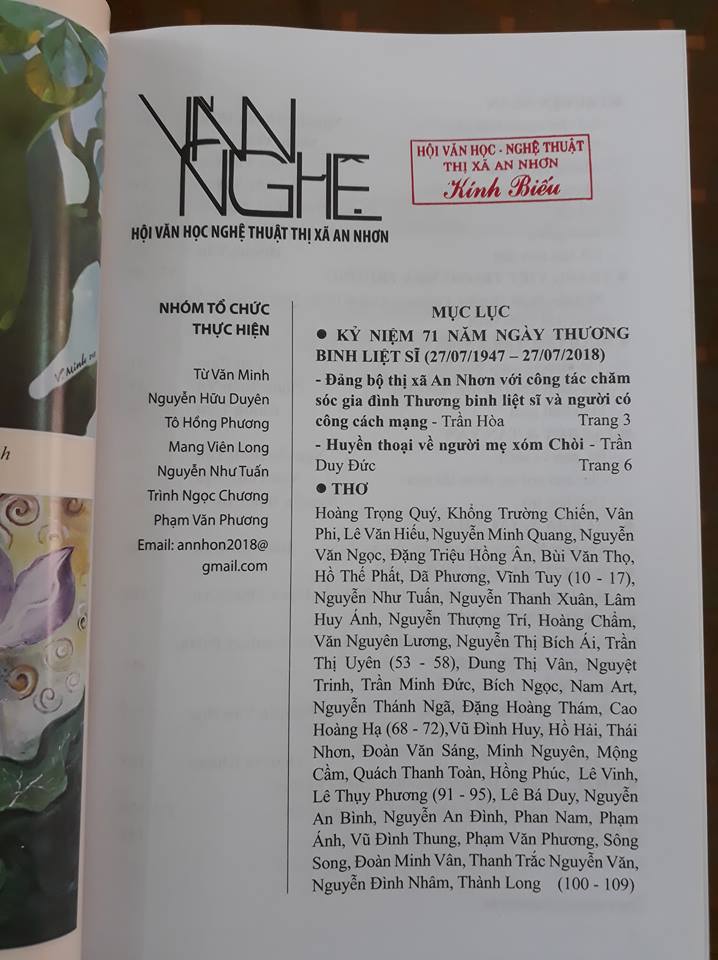 VĂN
NGHỆ
HỘI VĂN HỌC NGHỆ THUẬT THỊ XÃ AN NHƠN
HỘI VĂN HỌC - NGHỆ THUẬT
THỊ XÃ AN NHƠN
Kính Biếu
NHÓM TỔ CHỨC
THỰC HIỆN
Từ Văn Minh
Nguyễn Hữu Duyên
Tô Hồng Phương
Mang Viên Long
Nguyễn Như Tuấn
Trình Ngọc Chương
Phạm Văn Phương
Email: annhon2018@
gmail.com
MỤC LỤC
● KỶ NIỆM 71 NĂM NGÀY THƯƠNG
BINH LIỆT SĨ (27/07/1947 – 27/07/2018)
- Đảng bộ thị xã An Nhơn với công tác chăm
sóc gia đình Thương binh liệt sĩ và người có
công cách mạng - Trần Hòa Trang 3
- Huyền thoại về người mẹ xóm Chòi - Trần
Duy Đức Trang 6
● THƠ
Hoàng Trọng Quý, Khổng Trường Chiến, Vân
Phi, Lê Văn Hiếu, Nguyễn Minh Quang, Nguyễn
Văn Ngọc, Đặng Triệu Hồng Ân, Bùi Văn Thọ,
Hồ Thế Phất, Dã Phương, Vĩnh Tuy (10 - 17),
Nguyễn Như Tuấn, Nguyễn Thanh Xuân, Lâm
Huy Ánh, Nguyễn Thượng Trí, Hoàng Chẩm,
Văn Nguyên Lương, Nguyễn Thị Bích Ái, Trần
Thị Uyên (53 - 58), Dung Thị Vân, Nguyệt
Trinh, Trần Minh Đức, Bích Ngọc, Nam Art,
Nguyễn Thánh Ngã, Đặng Hoàng Thám, Cao
Hoàng Hạ (68 - 72),Vũ Đình Huy, Hồ Hải, Thái
Nhơn, Đoàn Văn Sáng, Minh Nguyên, Mộng
Cầm, Quách Thanh Toàn, Hồng Phúc, Lê Vinh,
Lê Thụy Phương (91 - 95), Lê Bá Duy, Nguyễn
An Bình, Nguyễn An Đình, Phan Nam, Phạm
Ánh, Vũ Đình Thung, Phạm Văn Phương, Sông
Song, Đoàn Minh Vân, Thanh Trắc Nguyễn Văn,
Nguyễn Đình Nhâm, Thành Long (100 - 109)